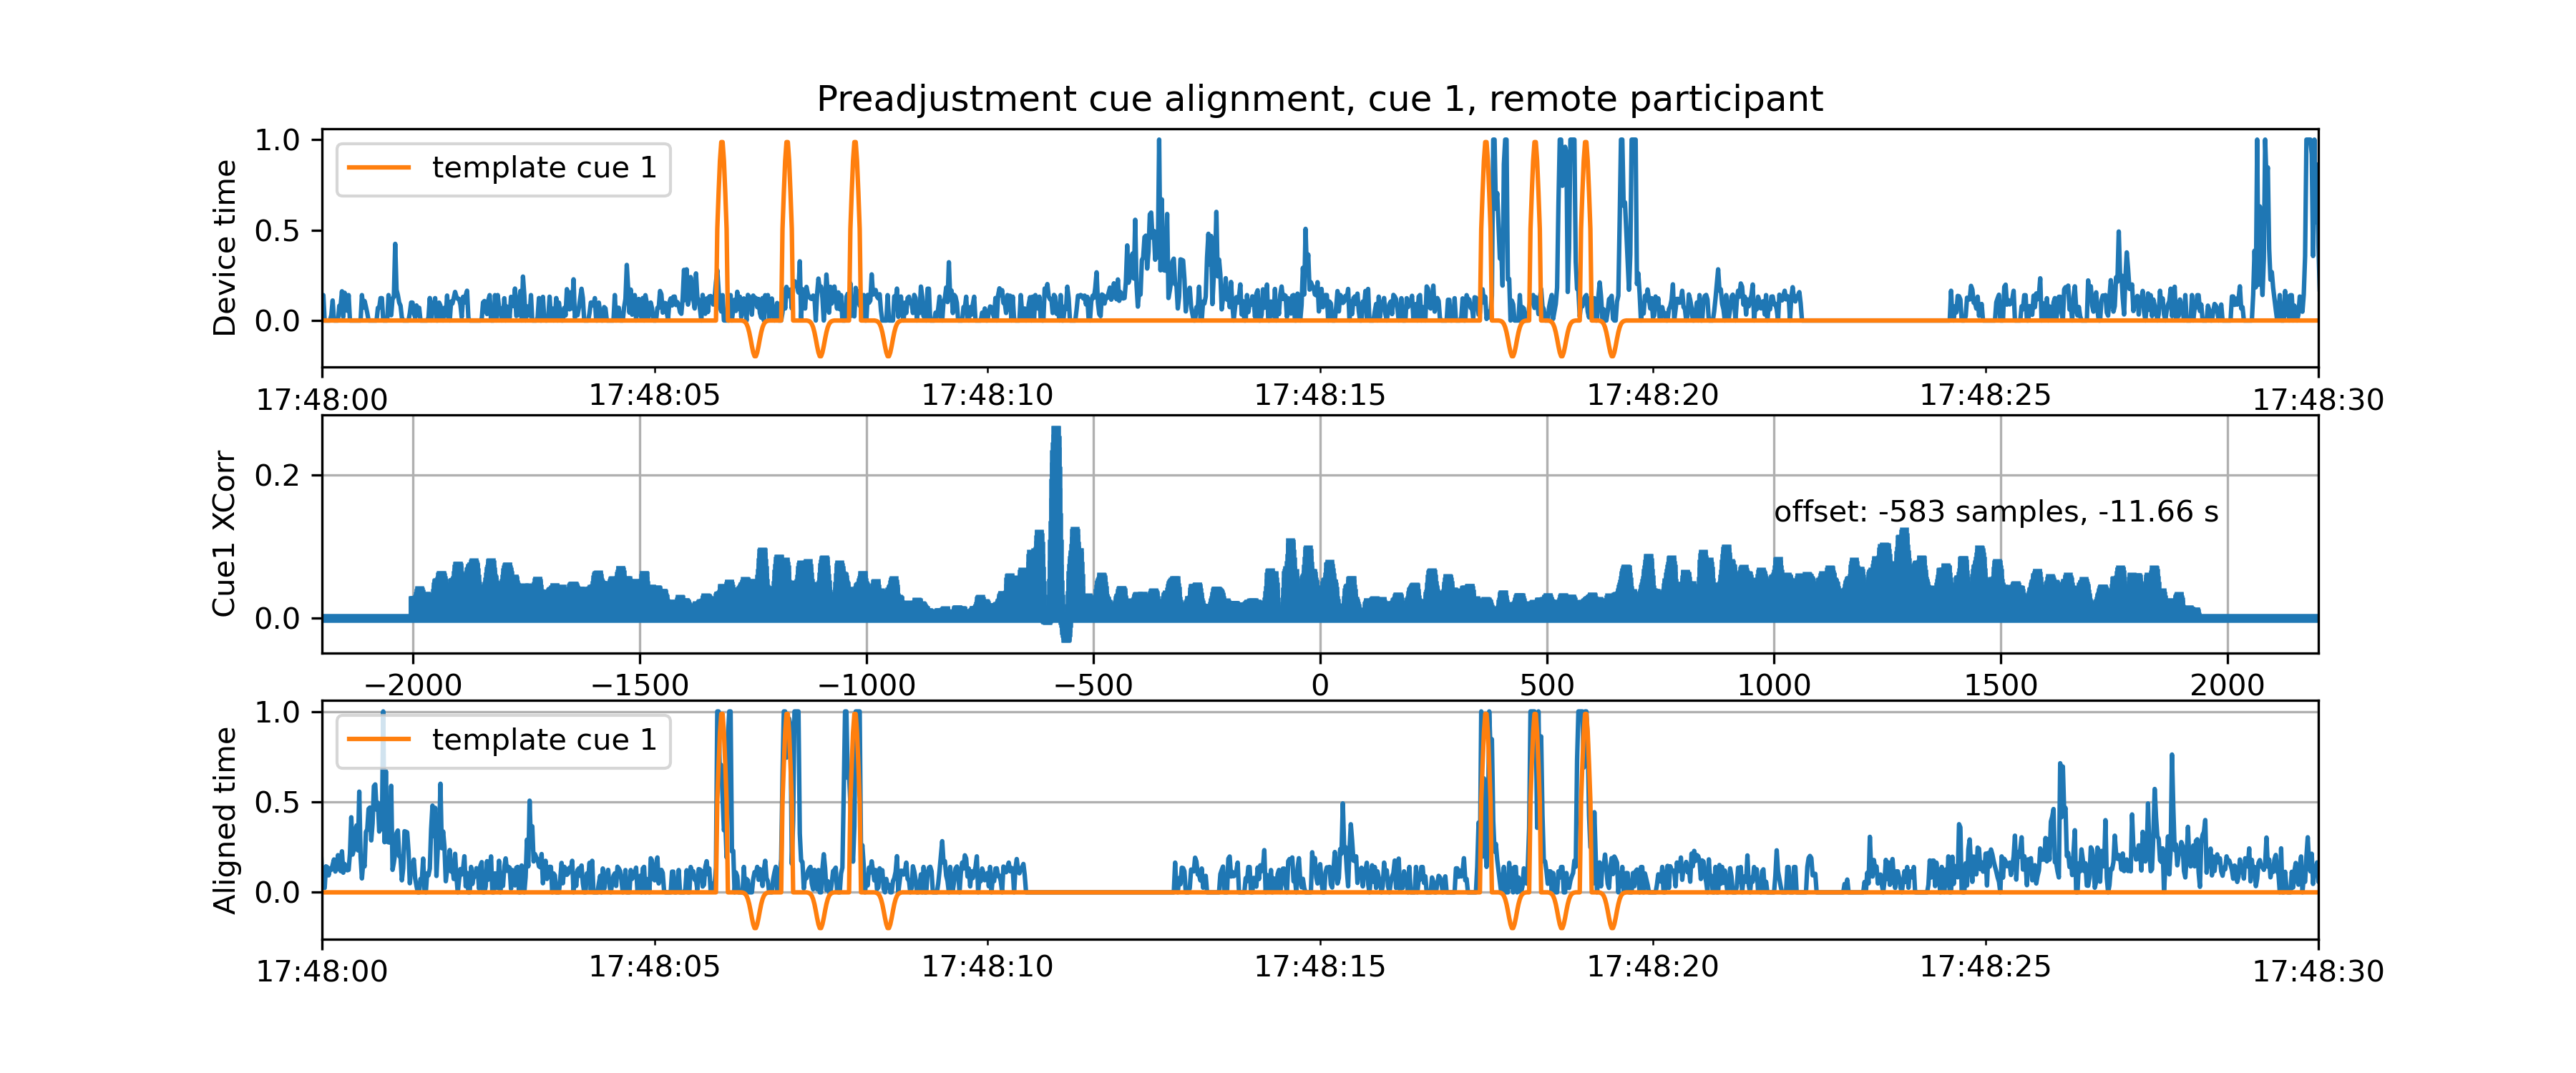 Preadjustment cue alignment, cue 1, remote participant
Device time
1.0
0.5
0.0
template cue 1
17:48:00 17:48:05 17:48:10 17:48:15 17:48:20 17:48:25 17:48:30
Cue1 XCorr
0.2
0.0
offset: -583 samples, -11.66 s
−2000 −1500 −1000 −500 0 500 1000 1500 2000
Aligned time
1.0
0.5
0.0
template cue 1
17:48:00 17:48:05 17:48:10 17:48:15 17:48:20 17:48:25 17:48:30